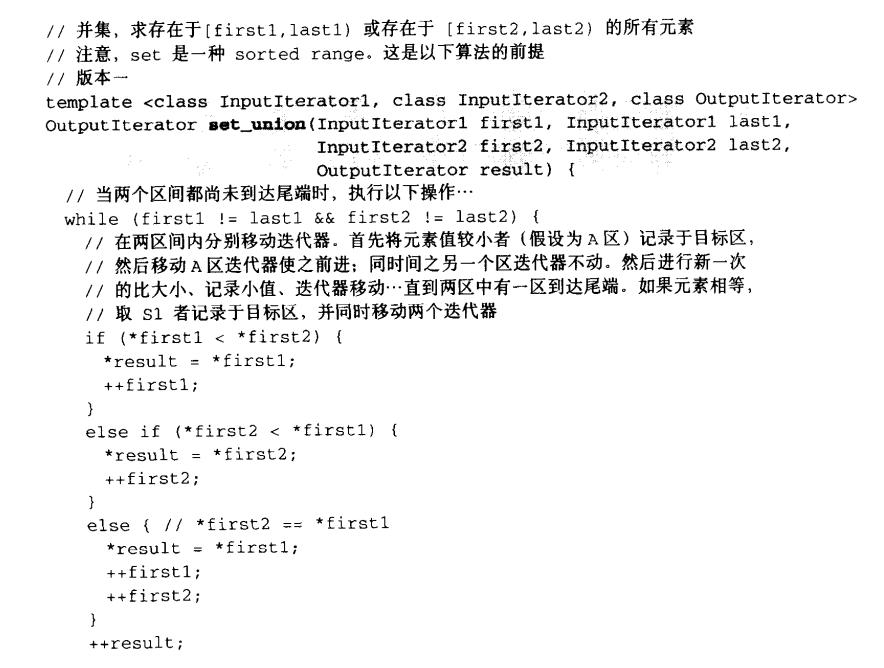 // 并集，求存在于[first1,last1) 或存在于 [first2,last2) 的所有元素
// 注意，set 是一种 sorted range。这是以下算法的前提
// 版本一
template <class InputIterator1, class InputIterator2, class OutputIterator>
OutputIterator set_union(InputIterator1 first1, InputIterator1 last1,
                         InputIterator2 first2, InputIterator2 last2,
                         OutputIterator result) {
  // 当两个区间都尚未到达尾端时，执行以下操作…
  while (first1 != last1 && first2 != last2) {
    // 在两区间内分别移动迭代器。首先将元素值较小者（假设为 A 区）记录于目标区，
    // 然后移动 A 区迭代器使之前进；同时间之另一个区迭代器不动。然后进行新一次
    // 的比大小、记录小值、迭代器移动…直到两区中有一区到达尾端。如果元素相等，
    // 取 S1 者记录于目标区，并同时移动两个迭代器
    if (*first1 < *first2) {
      *result = *first1;
      ++first1;
    }
    else if (*first2 < *first1) {
      *result = *first2;
      ++first2;
    }
    else { // *first2 == *first1
      *result = *first1;
      ++first1;
      ++first2;
    }
    ++result;